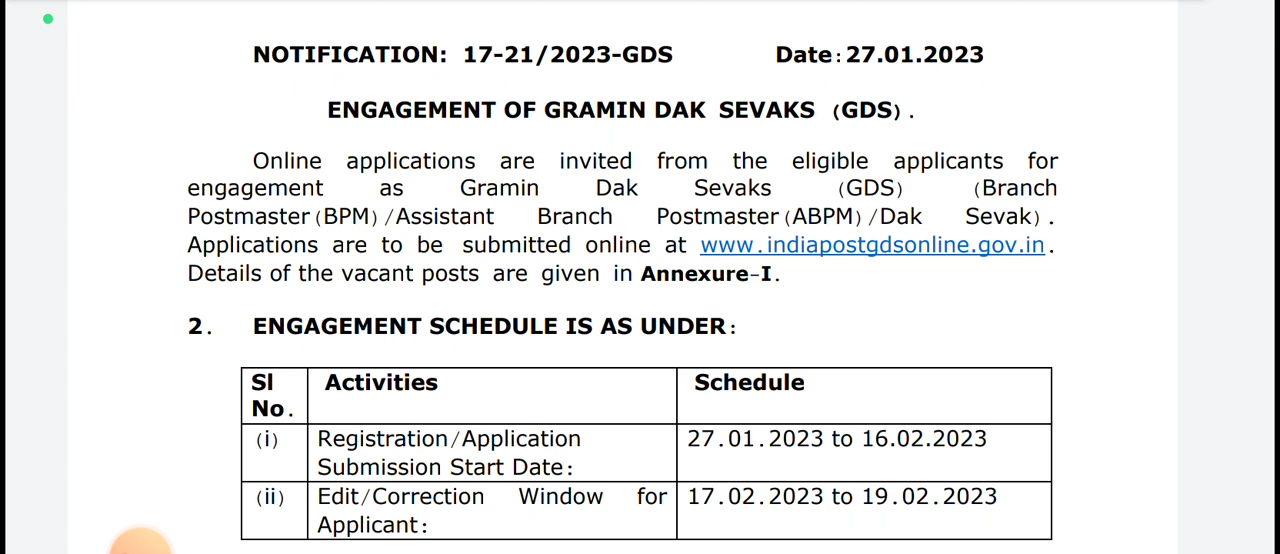 NOTIFICATION: 17-21/2023-GDS Date:27.01.2023
ENGAGEMENT OF GRAMIN DAK SEVAKS (GDS).
Online applications are invited from the eligible applicants for
engagement as Gramin Dak Sevaks (GDS) (Branch
Postmaster(BPM)/Assistant Branch Postmaster(ABPM)/Dak Sevak).
Applications are to be submitted online at www.indiapostgdsonline.gov.in.
Details of the vacant posts are given in Annexure-I.
2. ENGAGEMENT SCHEDULE IS AS UNDER:
Sl Activities Schedule
No.
(i) Registration/Application 27.01.2023 to 16.02.2023
Submission Start Date:
(ii) Edit/Correction Window for 17.02.2023 to 19.02.2023
Applicant: